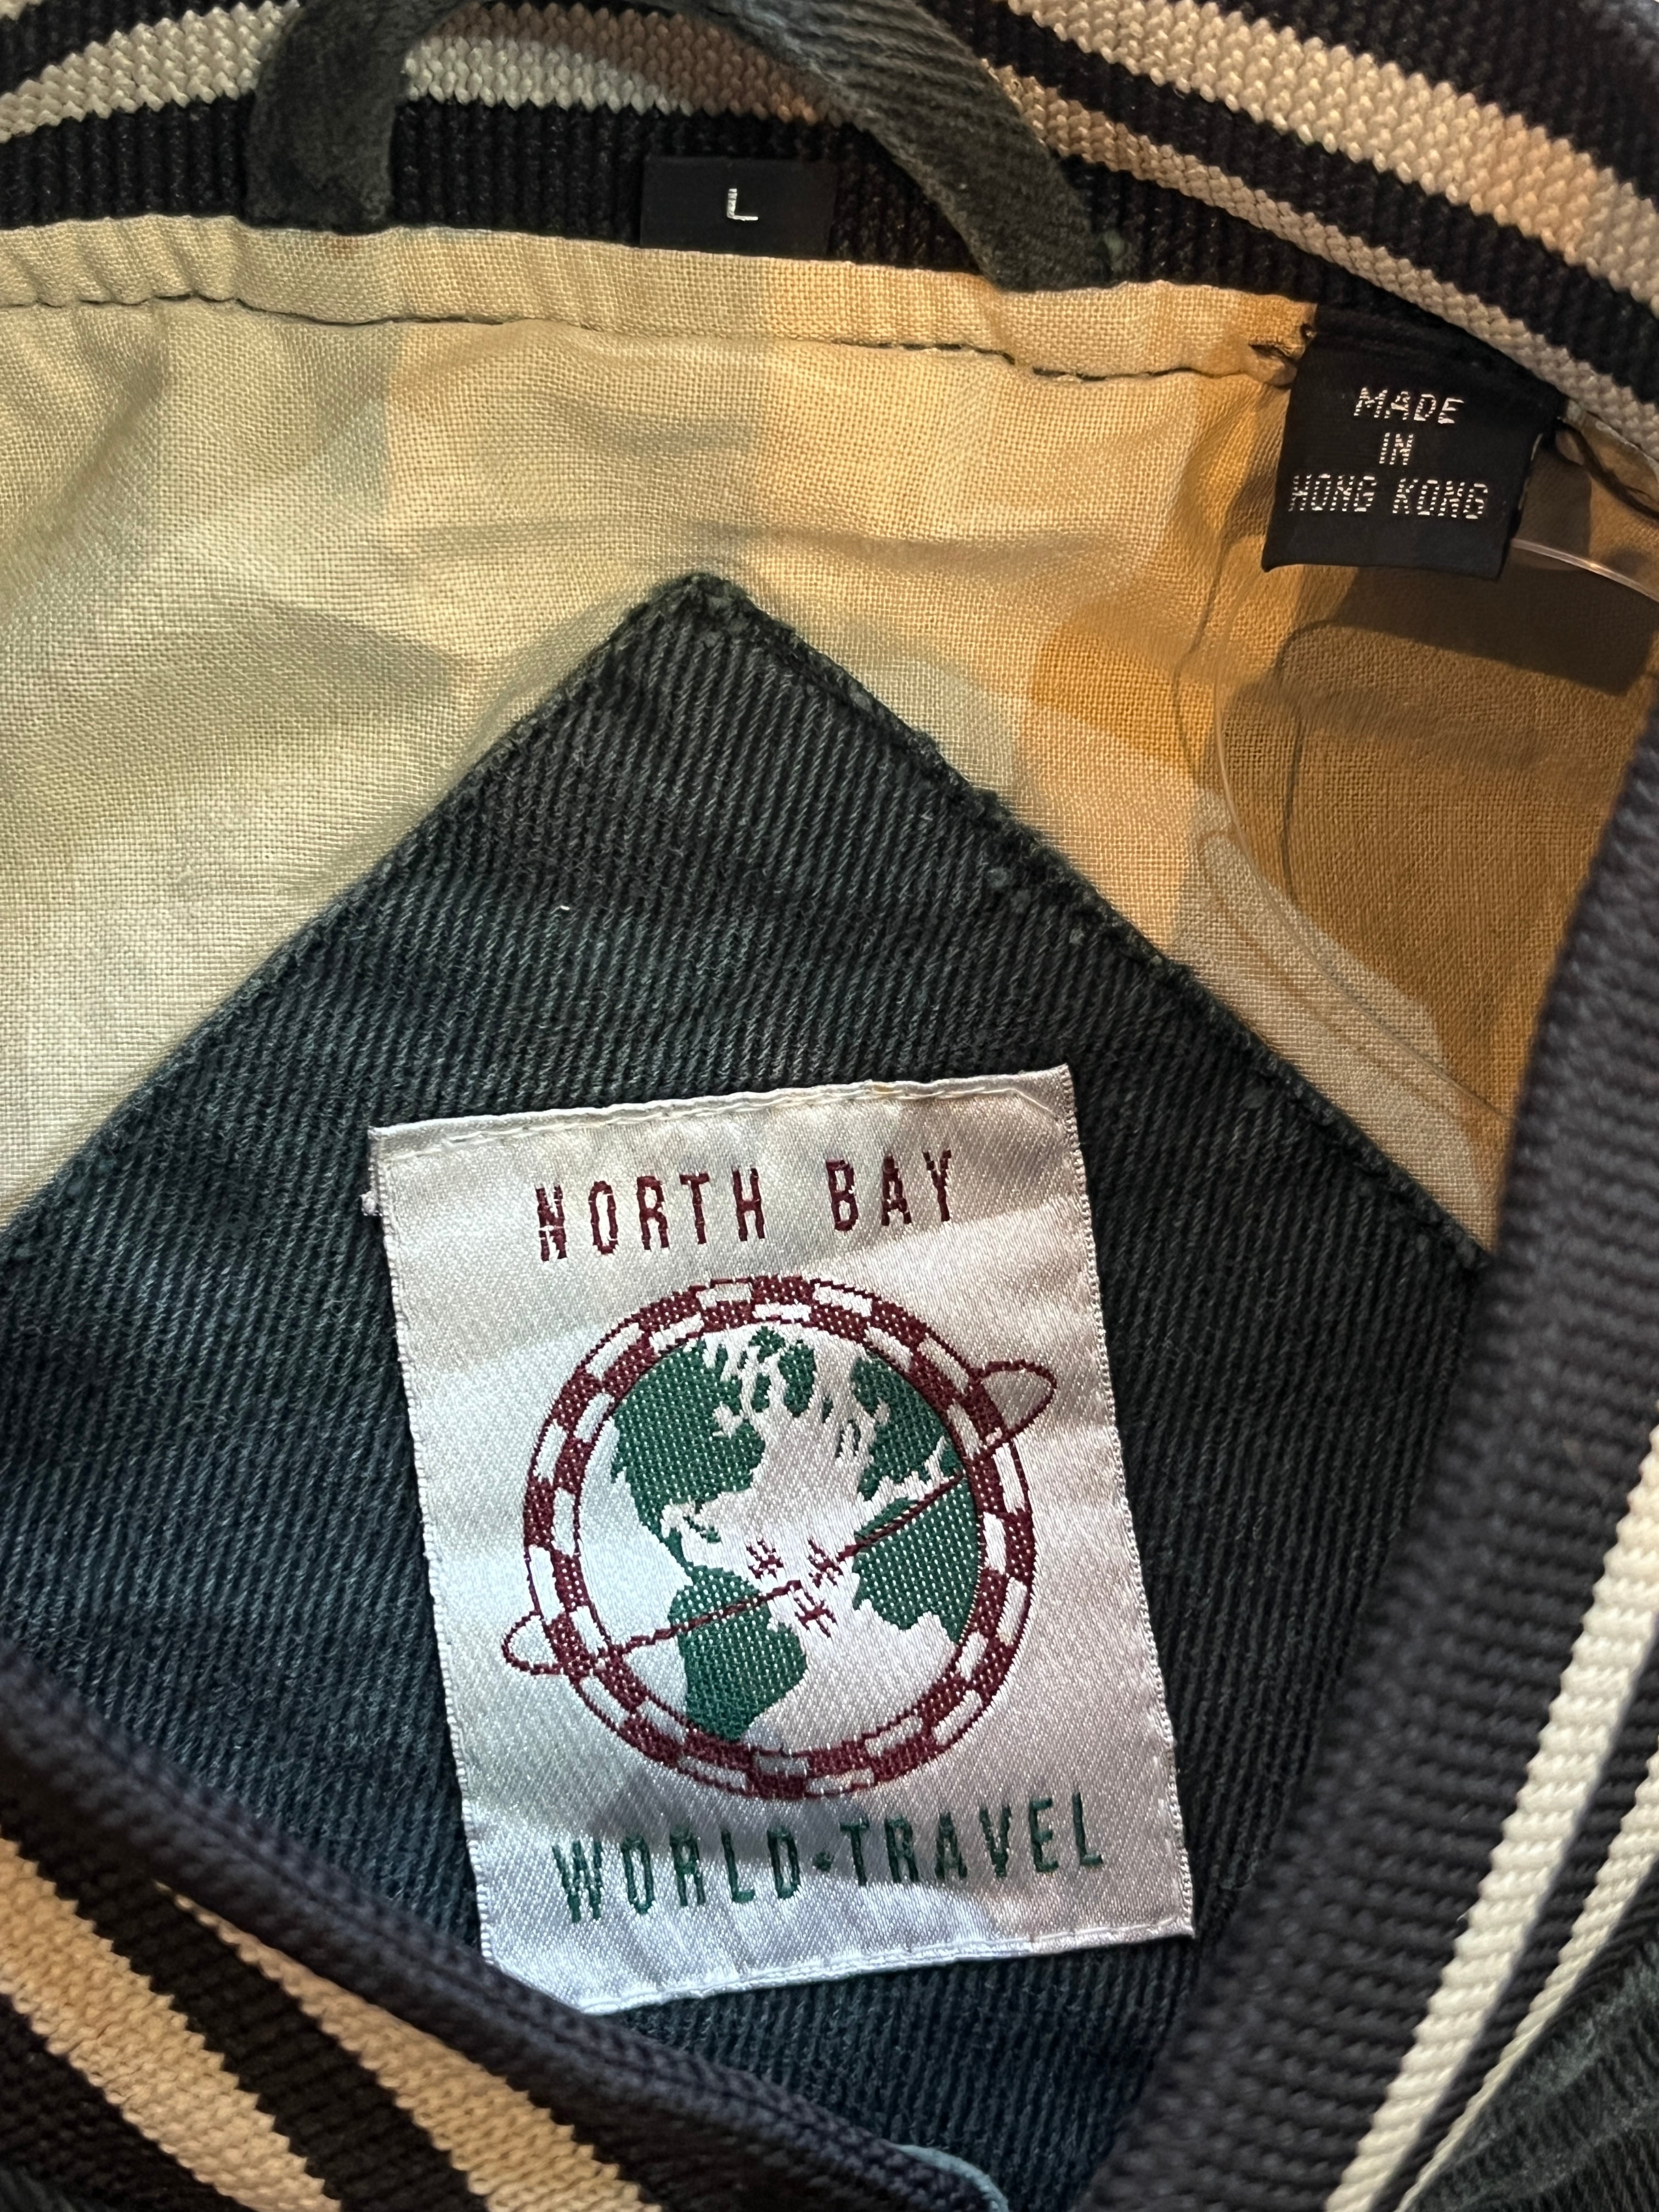 L
MADE
IN
HONG KONG
NORTH BAY
WORLD·TRAVEL